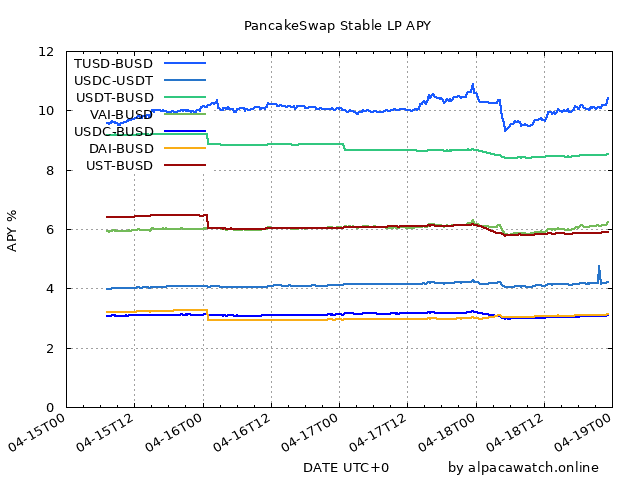 PancakeSwap Stable LP APY
12
10
8
6
4
2
0
APY %
TUSD-BUSD
USDC-USDT
USDT-BUSD
VAI-BUSD
USDC-BUSD
DAI-BUSD
UST-BUSD
04-15T00
04-15T12
04-16T00
04-16T12
04-17T00
04-17T12
04-18T00
04-18T12
04-19T00
DATE UTC+0
by alpacawatch.online